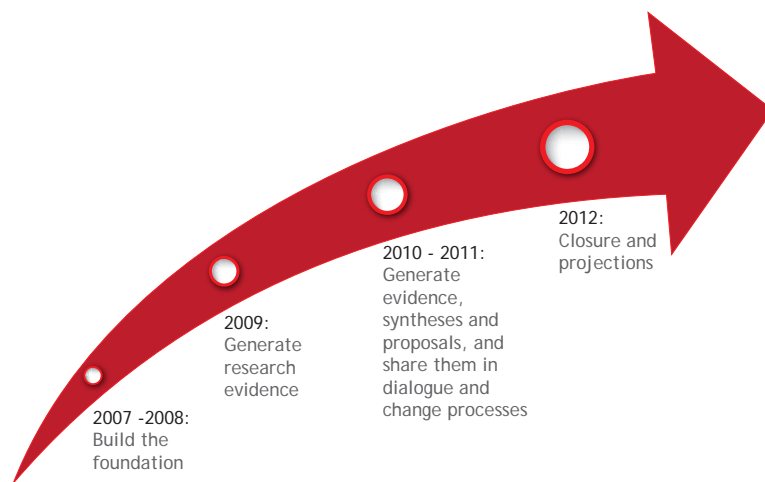 2007 -2008:
Build the
foundation
2009:
Generate
research
evidence
2010 - 2011:
Generate
evidence,
syntheses and
proposals, and
share them in
dialogue and
change processes
2012:
Closure and
projections